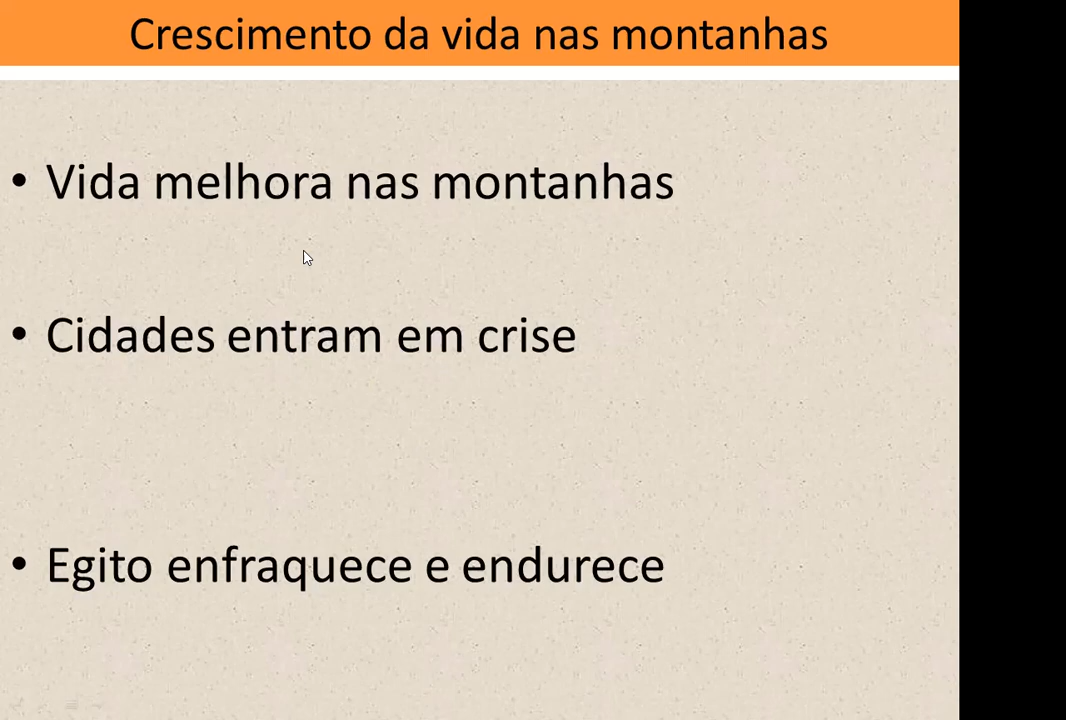 Crescimento da vida nas montanhas
• Vida melhora nas montanhas
• Cidades entram em crise
• Egito enfraquece e endurece